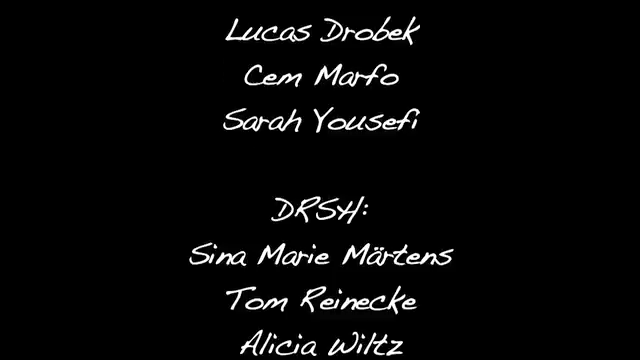 Lucas Drobek
Cem Marfo
Sarah Yousefi
DRSH:
Sina Marie Märtens
Tom Reinecke
Alicia Wiltz